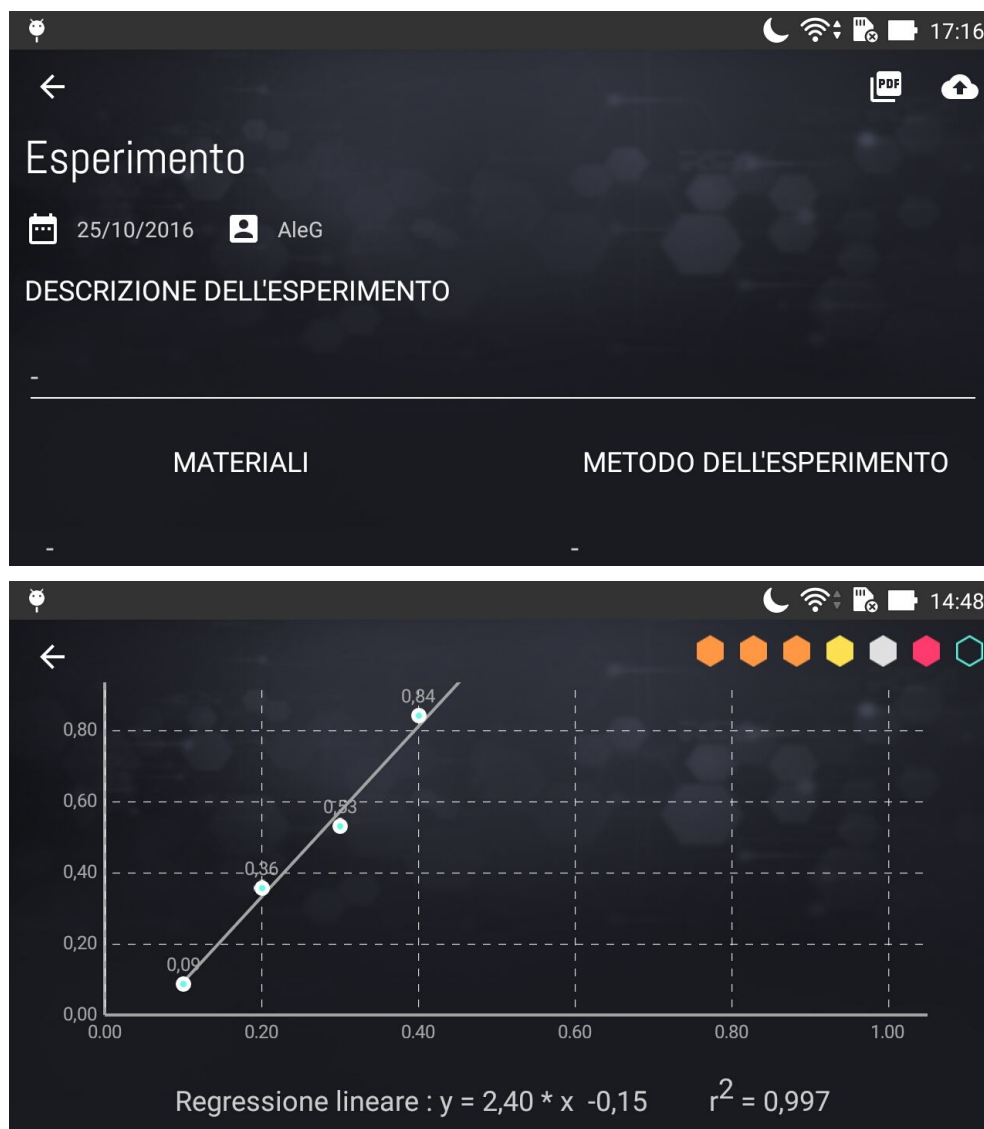 17:16
PDF
Esperimento
25/10/2016 AleG
DESCRIZIONE DELL'ESPERIMENTO
-
MATERIALI METODO DELL'ESPERIMENTO
- -
14:48
0,84
0,80
0,60
0,53
0,40
0,36
0,20
0,09
0,00
0.00 0.20 0.40 0.60 0.80 1.00
Regressione lineare : y = 2,40 * x -0,15 r² = 0,997